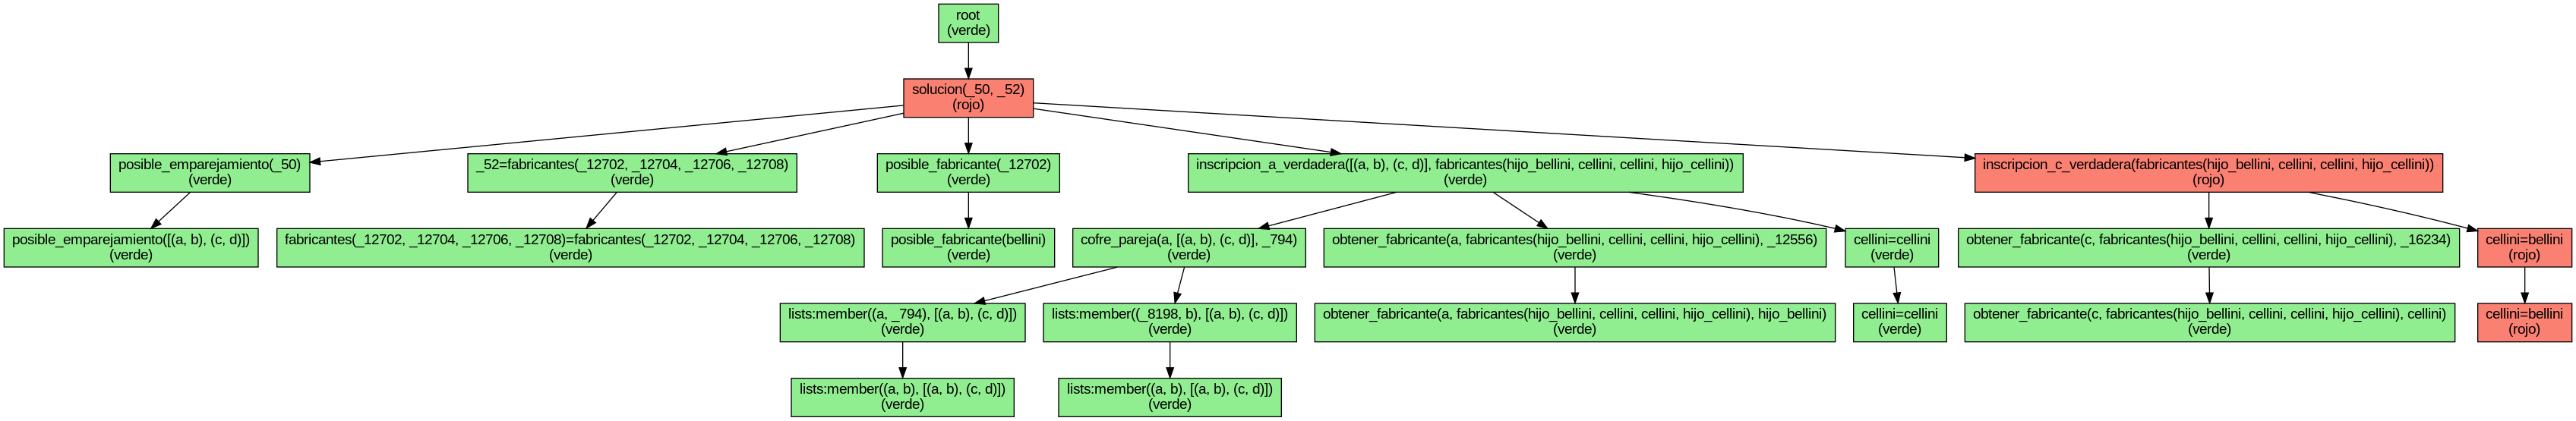 root
(verde)
solucion(_50, _52)
(rojo)
posible_emparejamiento(_50)
(verde)
_52=fabricantes(_12702, _12704, _12706, _12708)
(verde)
posible_fabricante(_12702)
(verde)
inscripcion_a_verdadera([(a, b), (c, d)], fabricantes(hijo_bellini, cellini, cellini, hijo_cellini))
(verde)
inscripcion_c_verdadera(fabricantes(hijo_bellini, cellini, cellini, hijo_cellini))
(rojo)
posible_emparejamiento([(a, b), (c, d)])
(verde)
fabricantes(_12702, _12704, _12706, _12708)=fabricantes(_12702, _12704, _12706, _12708)
(verde)
posible_fabricante(bellini)
(verde)
cofre_pareja(a, [(a, b), (c, d)], _794)
(verde)
obtener_fabricante(a, fabricantes(hijo_bellini, cellini, cellini, hijo_cellini), _12556)
(verde)
cellini=cellini
(verde)
obtener_fabricante(c, fabricantes(hijo_bellini, cellini, cellini, hijo_cellini), _16234)
(verde)
cellini=bellini
(rojo)
lists:member((a, _794), [(a, b), (c, d)])
(verde)
lists:member((_8198, b), [(a, b), (c, d)])
(verde)
obtener_fabricante(a, fabricantes(hijo_bellini, cellini, cellini, hijo_cellini), hijo_bellini)
(verde)
cellini=cellini
(verde)
obtener_fabricante(c, fabricantes(hijo_bellini, cellini, cellini, hijo_cellini), cellini)
(verde)
cellini=bellini
(rojo)
lists:member((a, b), [(a, b), (c, d)])
(verde)
lists:member((a, b), [(a, b), (c, d)])
(verde)